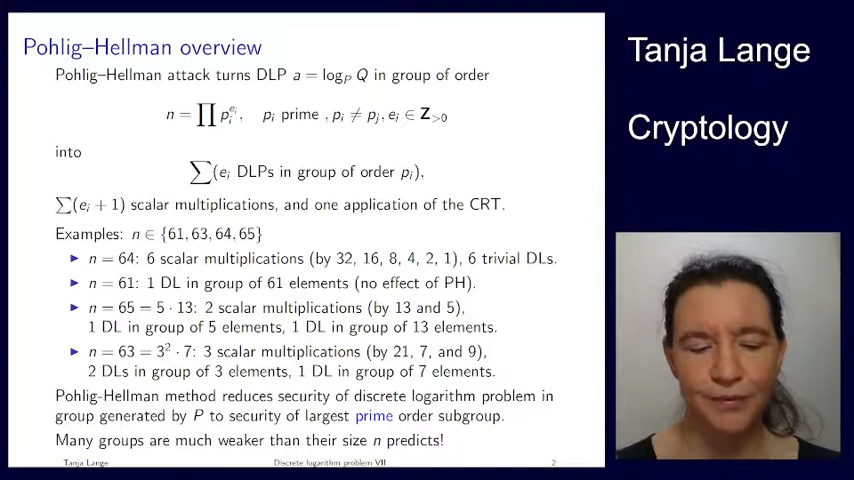 Pohlig–Hellman overview
Pohlig–Hellman attack turns DLP a = log_P Q in group of order
n = ∏ p_i^{e_i}, p_i prime , p_i ≠ p_j, e_i ∈ Z_{>0}
into
∑(e_i DLPs in group of order p_i),
∑(e_i + 1) scalar multiplications, and one application of the CRT.
Examples: n ∈ {61, 63, 64, 65}
▶ n = 64: 6 scalar multiplications (by 32, 16, 8, 4, 2, 1), 6 trivial DLs.
▶ n = 61: 1 DL in group of 61 elements (no effect of PH).
▶ n = 65 = 5 · 13: 2 scalar multiplications (by 13 and 5),
1 DL in group of 5 elements, 1 DL in group of 13 elements.
▶ n = 63 = 3² · 7: 3 scalar multiplications (by 21, 7, and 9),
2 DLs in group of 3 elements, 1 DL in group of 7 elements.
Pohlig-Hellman method reduces security of discrete logarithm problem in
group generated by P to security of largest prime order subgroup.
Many groups are much weaker than their size n predicts!
Tanja Lange Discrete logarithm problem VII 2
Tanja Lange
Cryptology